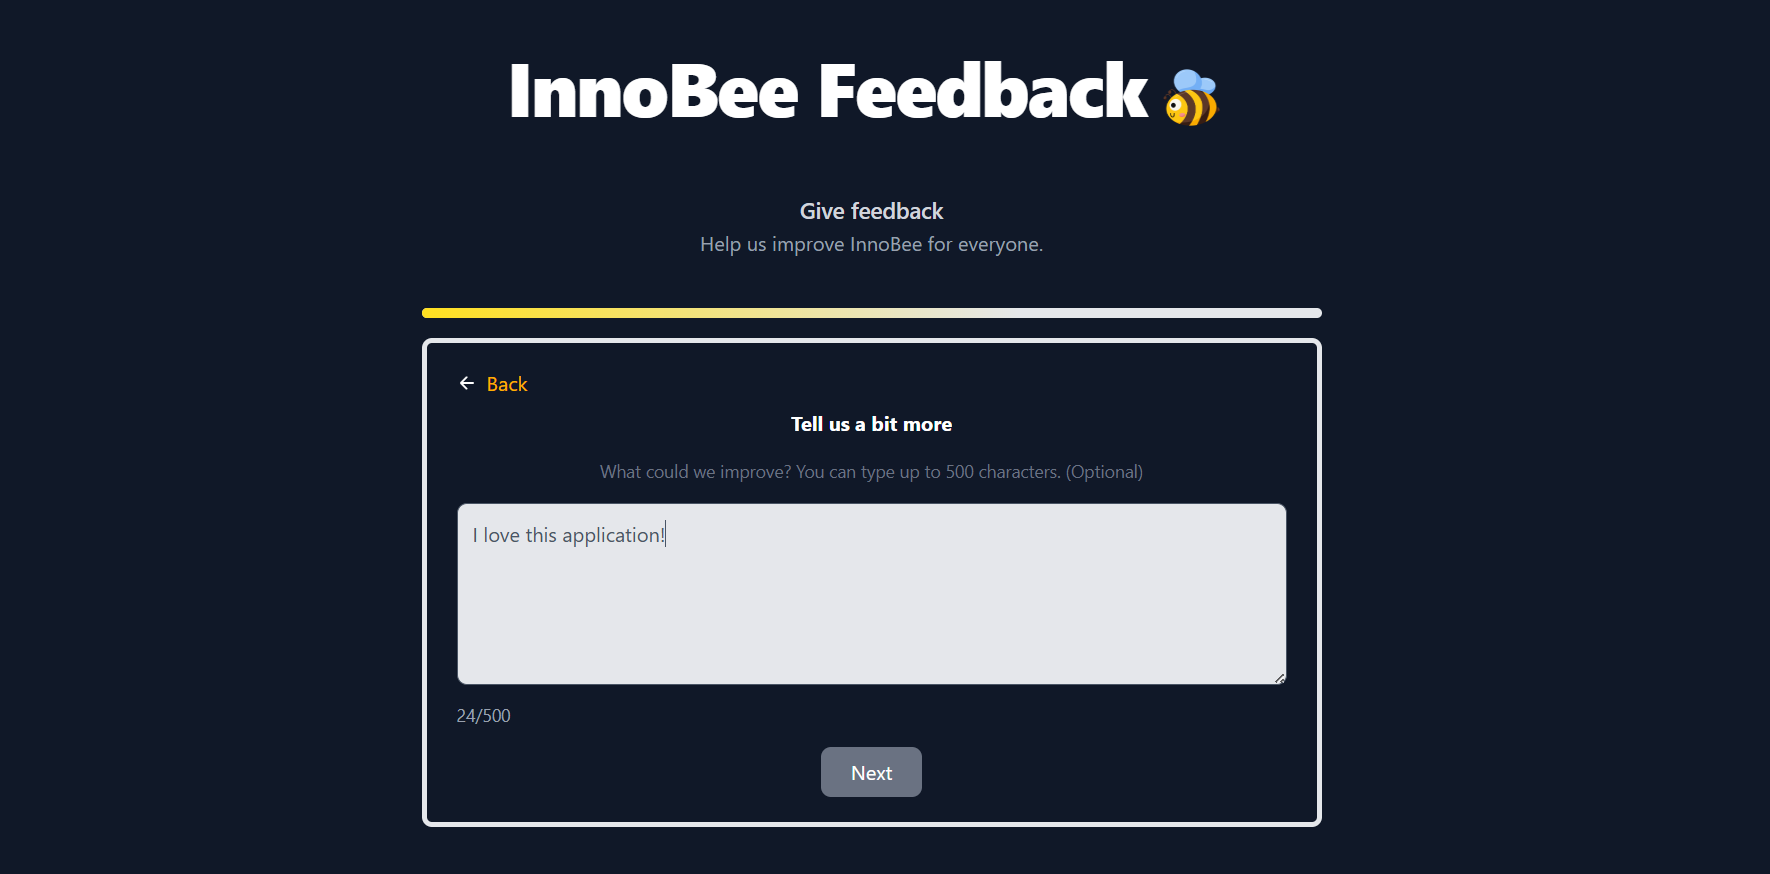 InnoBee Feedback
Give feedback
Help us improve InnoBee for everyone.
Back
Tell us a bit more
What could we improve? You can type up to 500 characters. (Optional)
I love this application!
24/500
Next